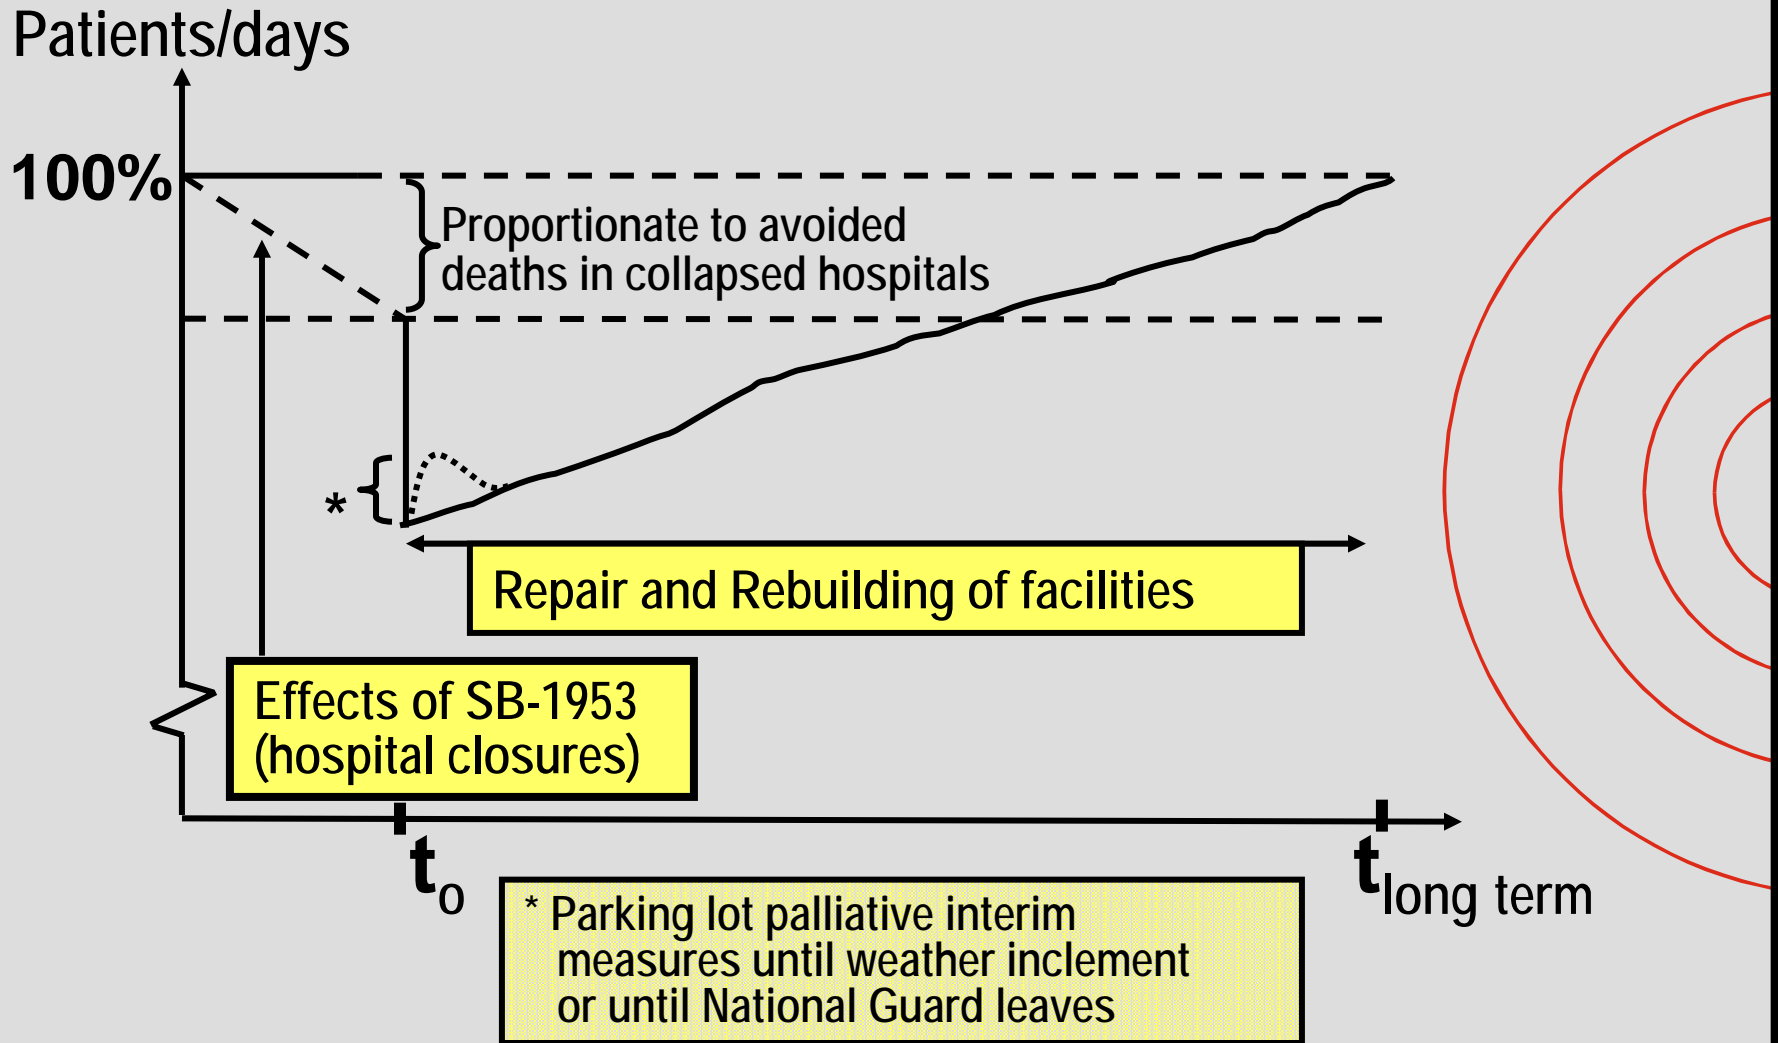 Patients/days
100%
Proportionate to avoided
deaths in collapsed hospitals
*
Repair and Rebuilding of facilities
Effects of SB-1953
(hospital closures)
to
tlong term
* Parking lot palliative interim
measures until weather inclement
or until National Guard leaves